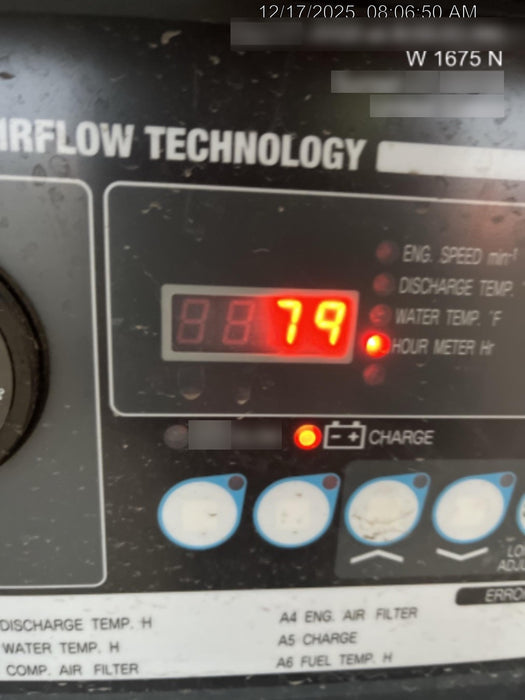 12/17/2025 08:06:50 AM
W 1675 N
IRFLOW TECHNOLOGY
ENG. SPEED min-1
DISCHARGE TEMP.
WATER TEMP. °F
79
HOUR METER Hr
- + CHARGE
ERRO
DISCHARGE TEMP. H
WATER TEMP. H
COMP. AIR FILTER
A4 ENG. AIR FILTER
A5 CHARGE
A6 FUEL TEMP. H